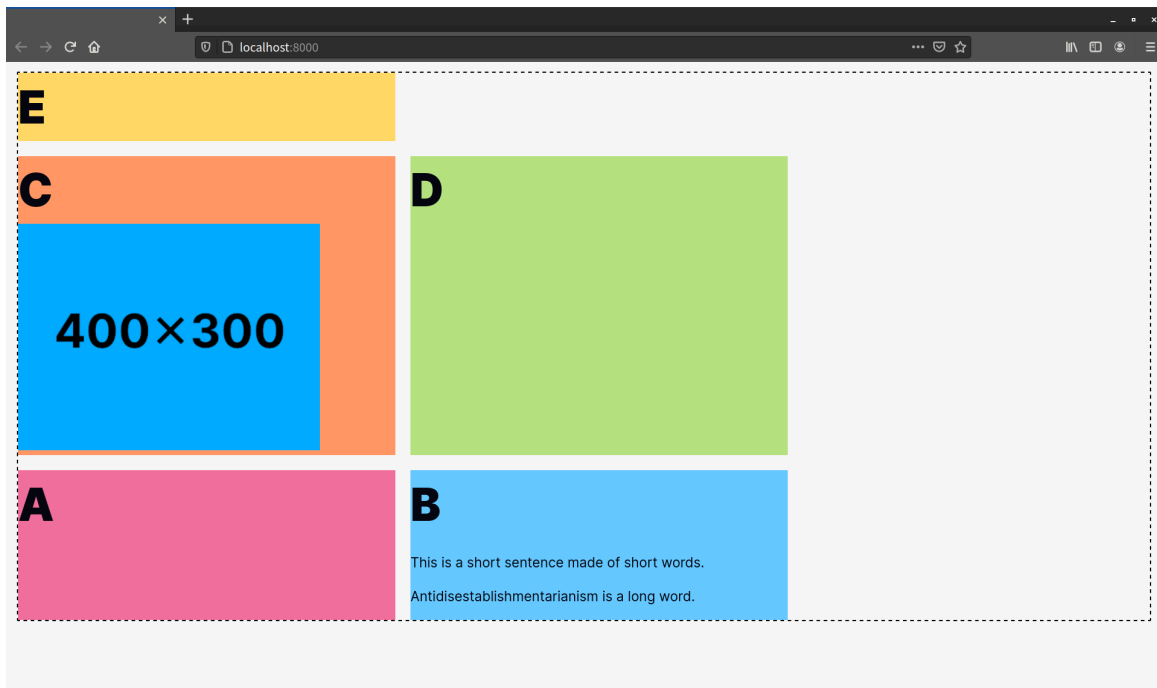 localhost:8000
E
C
D
400×300
A
B
This is a short sentence made of short words.
Antidisestablishmentarianism is a long word.